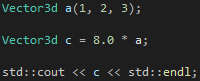 Vector3d a(1, 2, 3);
Vector3d c = 8.0 * a;
std::cout << c << std::endl;